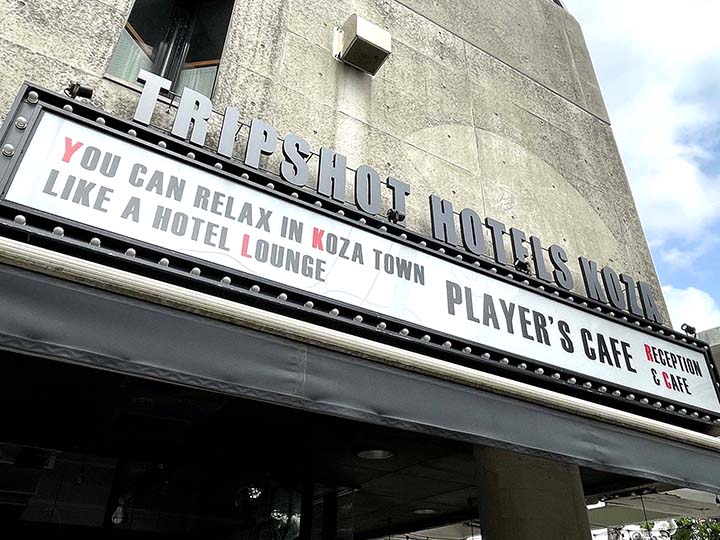 TRIPSHOT HOTELS KOZA
YOU CAN RELAX IN KOZA TOWN
LIKE A HOTEL LOUNGE
PLAYER'S CAFE
RECEPTION
& CAFE